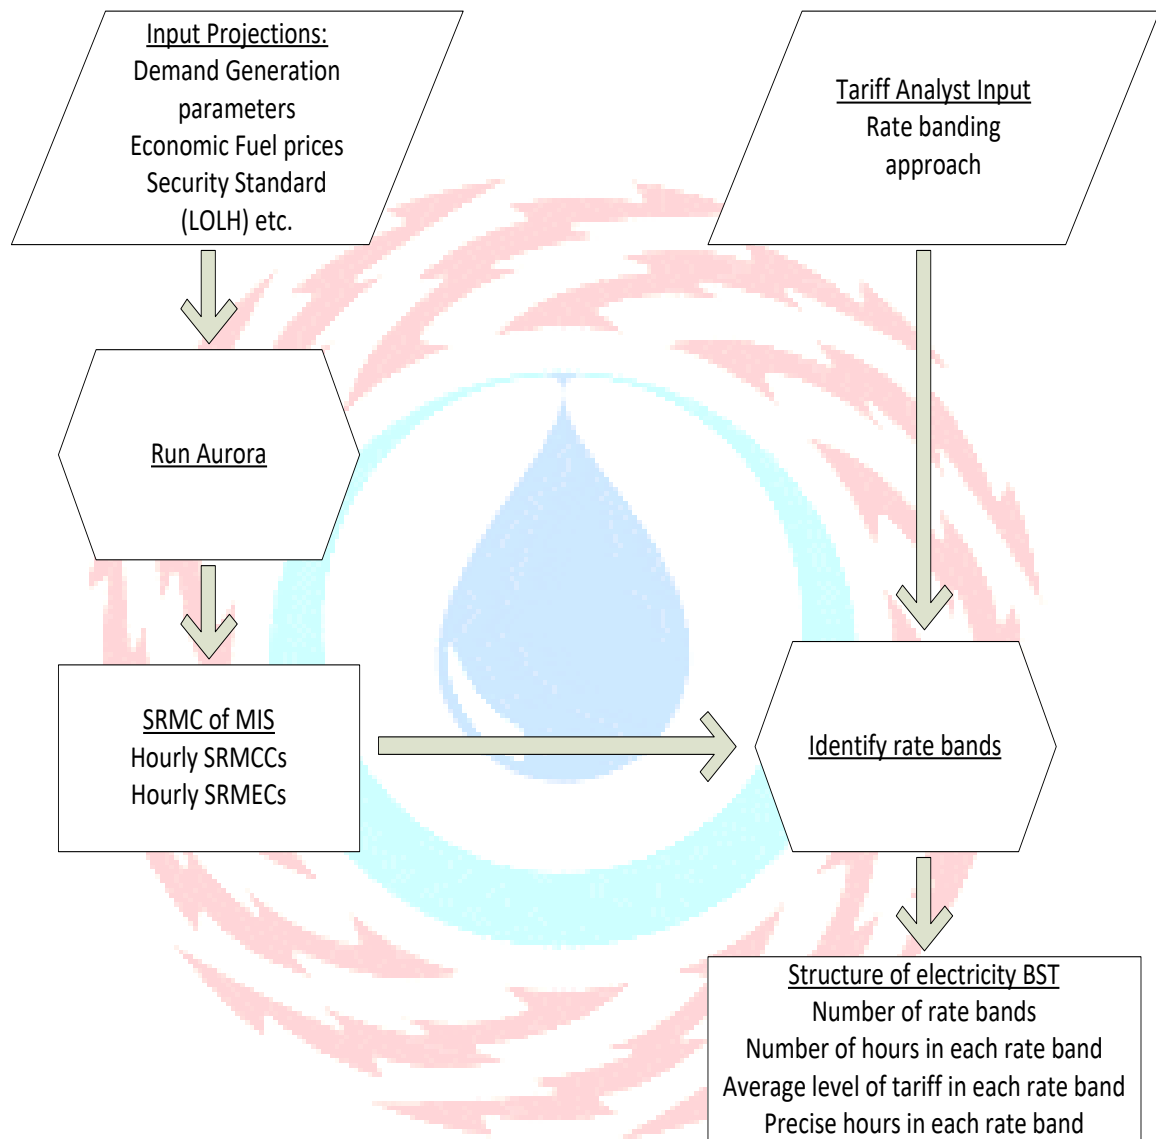 Input Projections:
Demand Generation
parameters
Economic Fuel prices
Security Standard
(LOLH) etc.
Tariff Analyst Input
Rate banding
approach
Run Aurora
SRMC of MIS
Hourly SRMCCs
Hourly SRMECs
Identify rate bands
Structure of electricity BST
Number of rate bands
Number of hours in each rate band
Average level of tariff in each rate band
Precise hours in each rate band